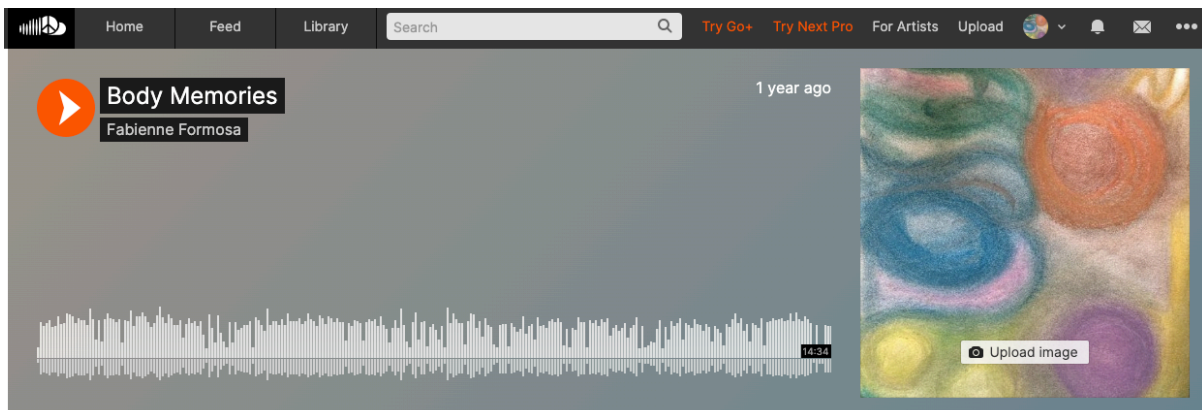 Home Feed Library Search Try Go+ Try Next Pro For Artists Upload
Body Memories
1 year ago
Fabienne Formosa
14:34
Upload image